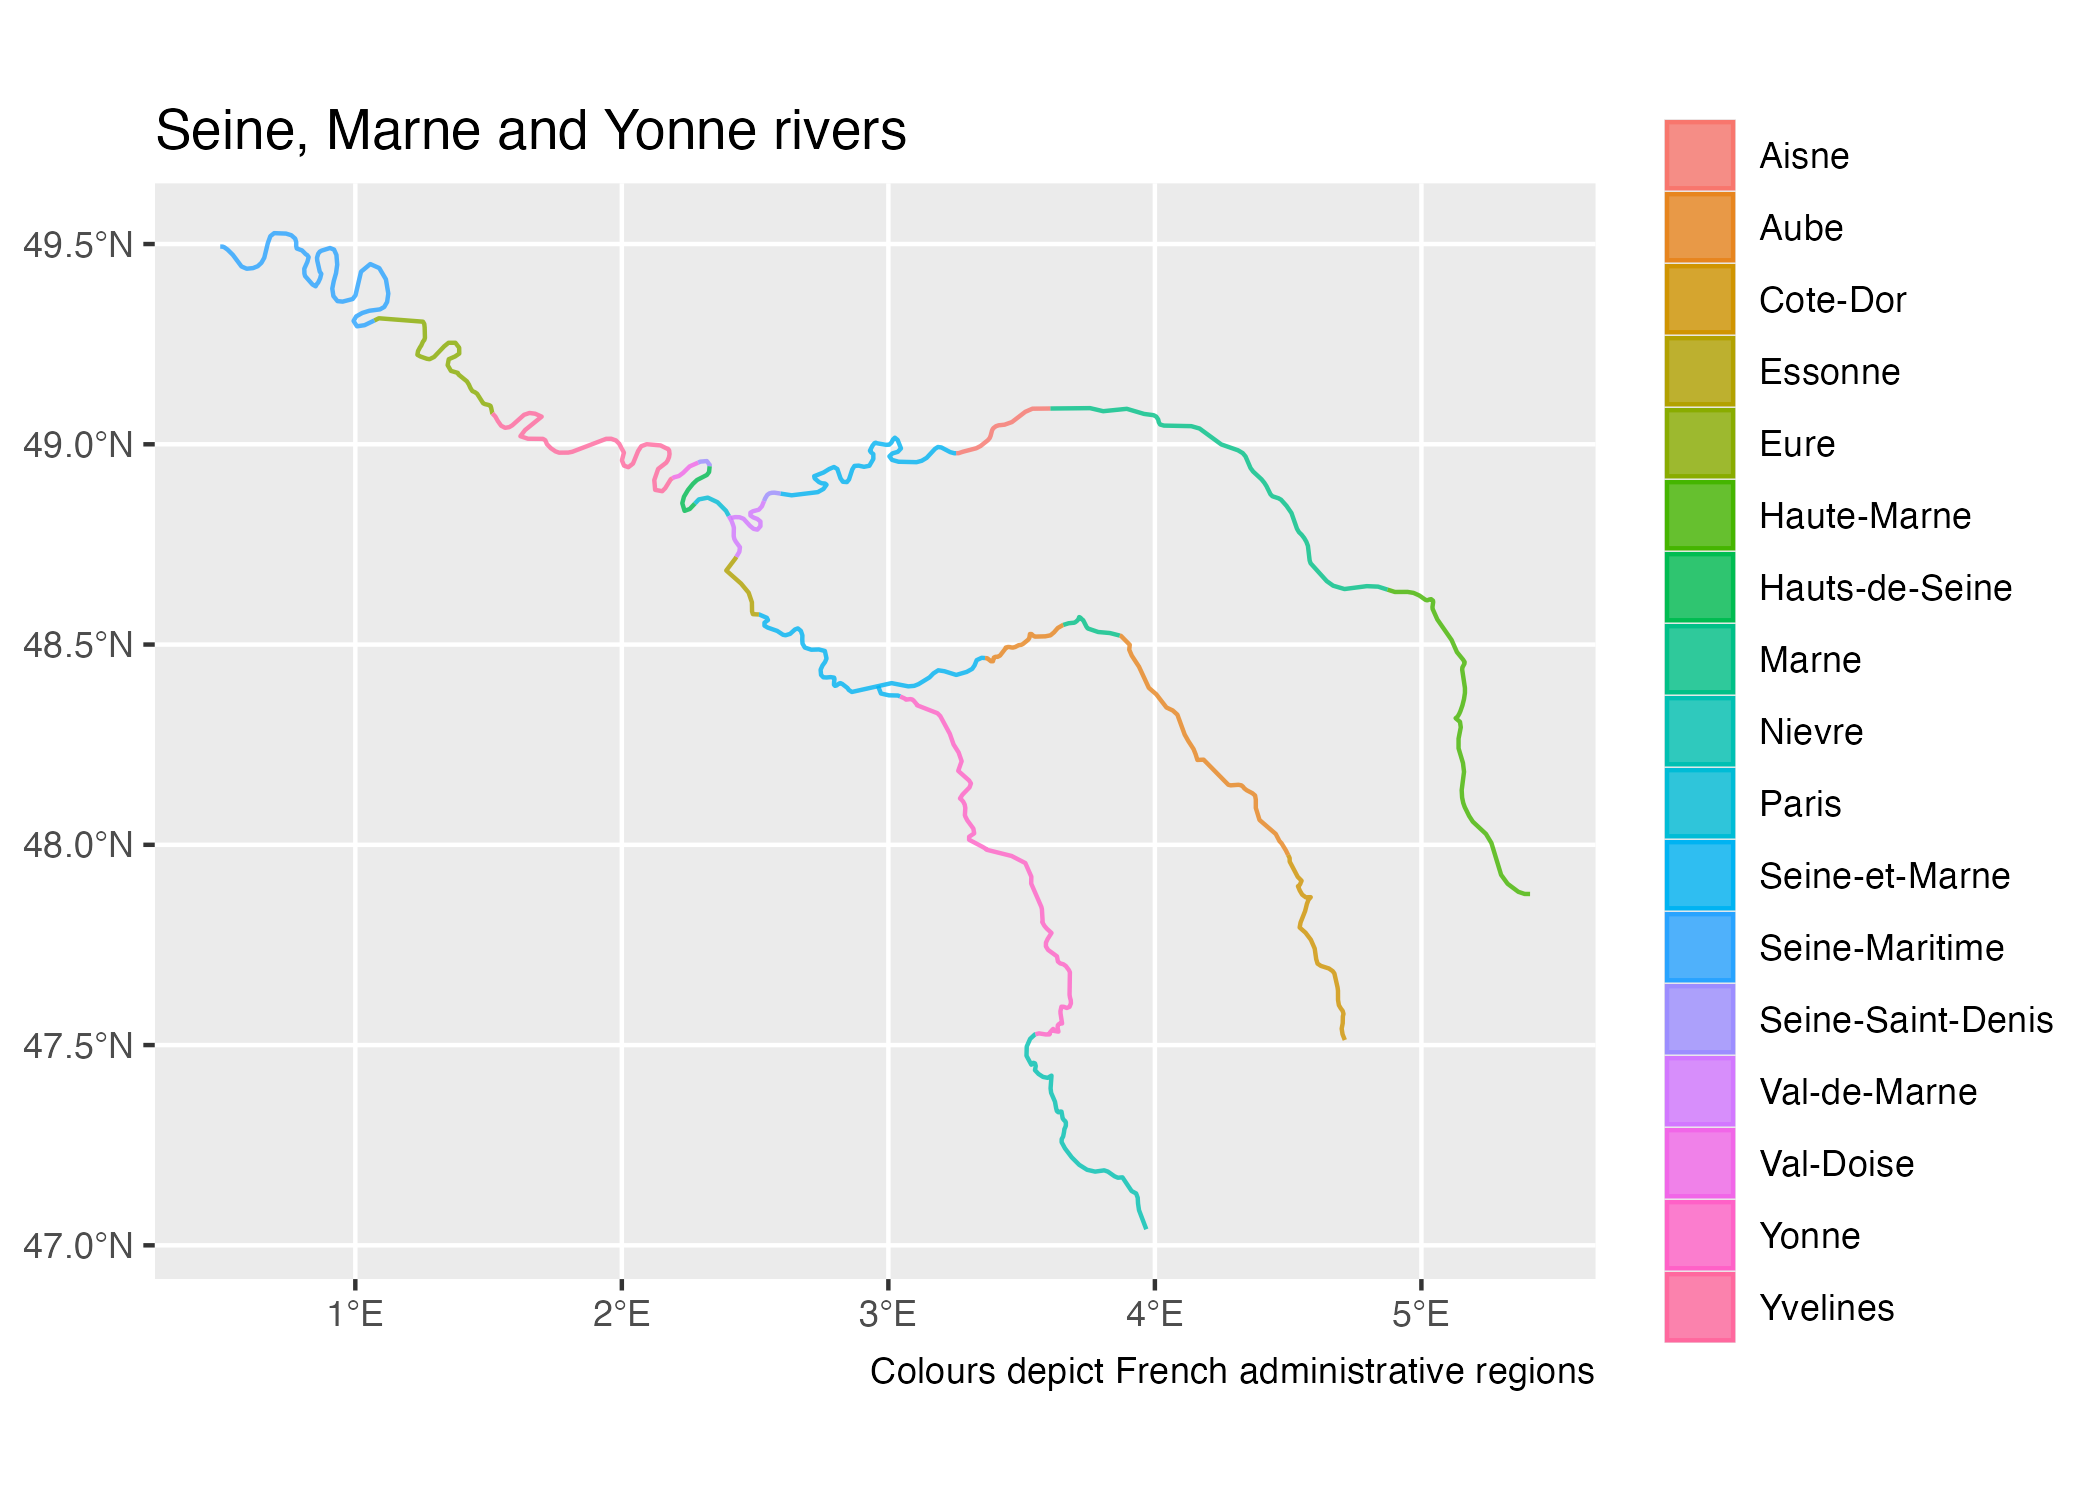 Seine, Marne and Yonne rivers
49.5°N
49.0°N
48.5°N
48.0°N
47.5°N
47.0°N
1°E
2°E
3°E
4°E
5°E
Colours depict French administrative regions
Aisne
Aube
Cote-Dor
Essonne
Eure
Haute-Marne
Hauts-de-Seine
Marne
Nievre
Paris
Seine-et-Marne
Seine-Maritime
Seine-Saint-Denis
Val-de-Marne
Val-Doise
Yonne
Yvelines